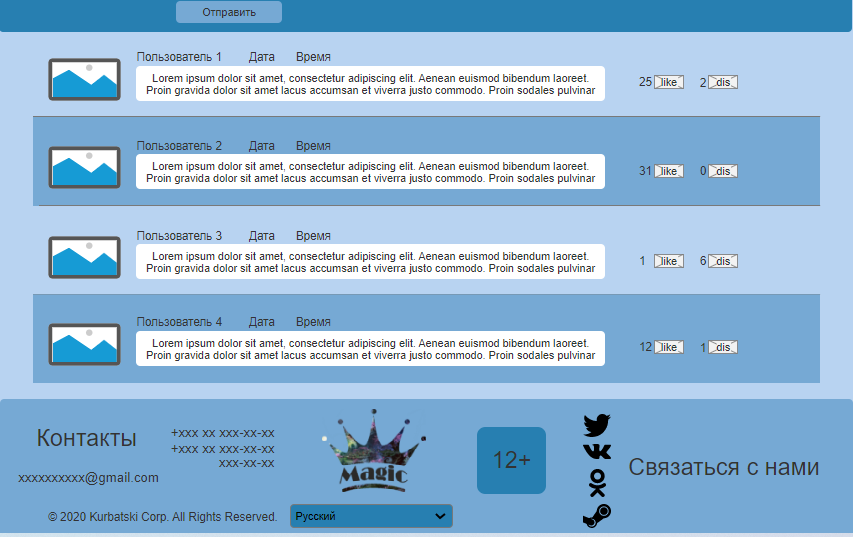 Отправить
Пользователь 1 Дата Время
Lorem ipsum dolor sit amet, consectetur adipiscing elit. Aenean euismod bibendum laoreet.
Proin gravida dolor sit amet lacus accumsan et viverra justo commodo. Proin sodales pulvinar
25 like 2 dis
Пользователь 2 Дата Время
Lorem ipsum dolor sit amet, consectetur adipiscing elit. Aenean euismod bibendum laoreet.
Proin gravida dolor sit amet lacus accumsan et viverra justo commodo. Proin sodales pulvinar
31 like 0 dis
Пользователь 3 Дата Время
Lorem ipsum dolor sit amet, consectetur adipiscing elit. Aenean euismod bibendum laoreet.
Proin gravida dolor sit amet lacus accumsan et viverra justo commodo. Proin sodales pulvinar
1 like 6 dis
Пользователь 4 Дата Время
Lorem ipsum dolor sit amet, consectetur adipiscing elit. Aenean euismod bibendum laoreet.
Proin gravida dolor sit amet lacus accumsan et viverra justo commodo. Proin sodales pulvinar
12 like 1 dis
Контакты
+xxx xx xxx-xx-xx
+xxx xx xxx-xx-xx
xxx-xx-xx
xxxxxxxxxx@gmail.com
Magic
12+
Связаться с нами
© 2020 Kurbatski Corp. All Rights Reserved.
Русский